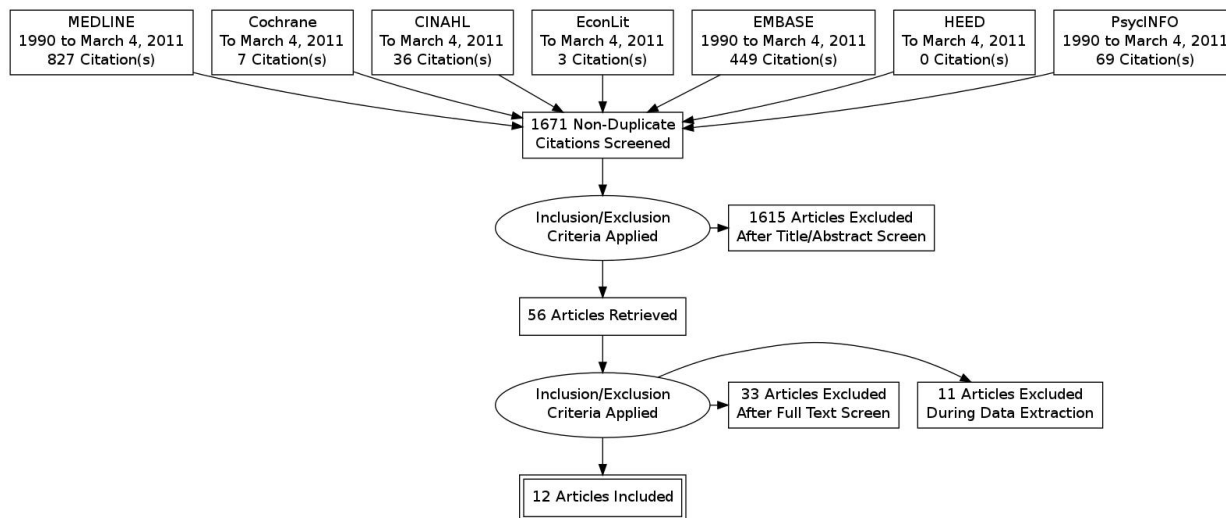 MEDLINE
1990 to March 4, 2011
827 Citation(s)
Cochrane
To March 4, 2011
7 Citation(s)
CINAHL
To March 4, 2011
36 Citation(s)
EconLit
To March 4, 2011
3 Citation(s)
EMBASE
1990 to March 4, 2011
449 Citation(s)
HEED
To March 4, 2011
0 Citation(s)
PsycINFO
1990 to March 4, 2011
69 Citation(s)
1671 Non-Duplicate
Citations Screened
Inclusion/Exclusion
Criteria Applied
1615 Articles Excluded
After Title/Abstract Screen
56 Articles Retrieved
Inclusion/Exclusion
Criteria Applied
33 Articles Excluded
After Full Text Screen
11 Articles Excluded
During Data Extraction
12 Articles Included